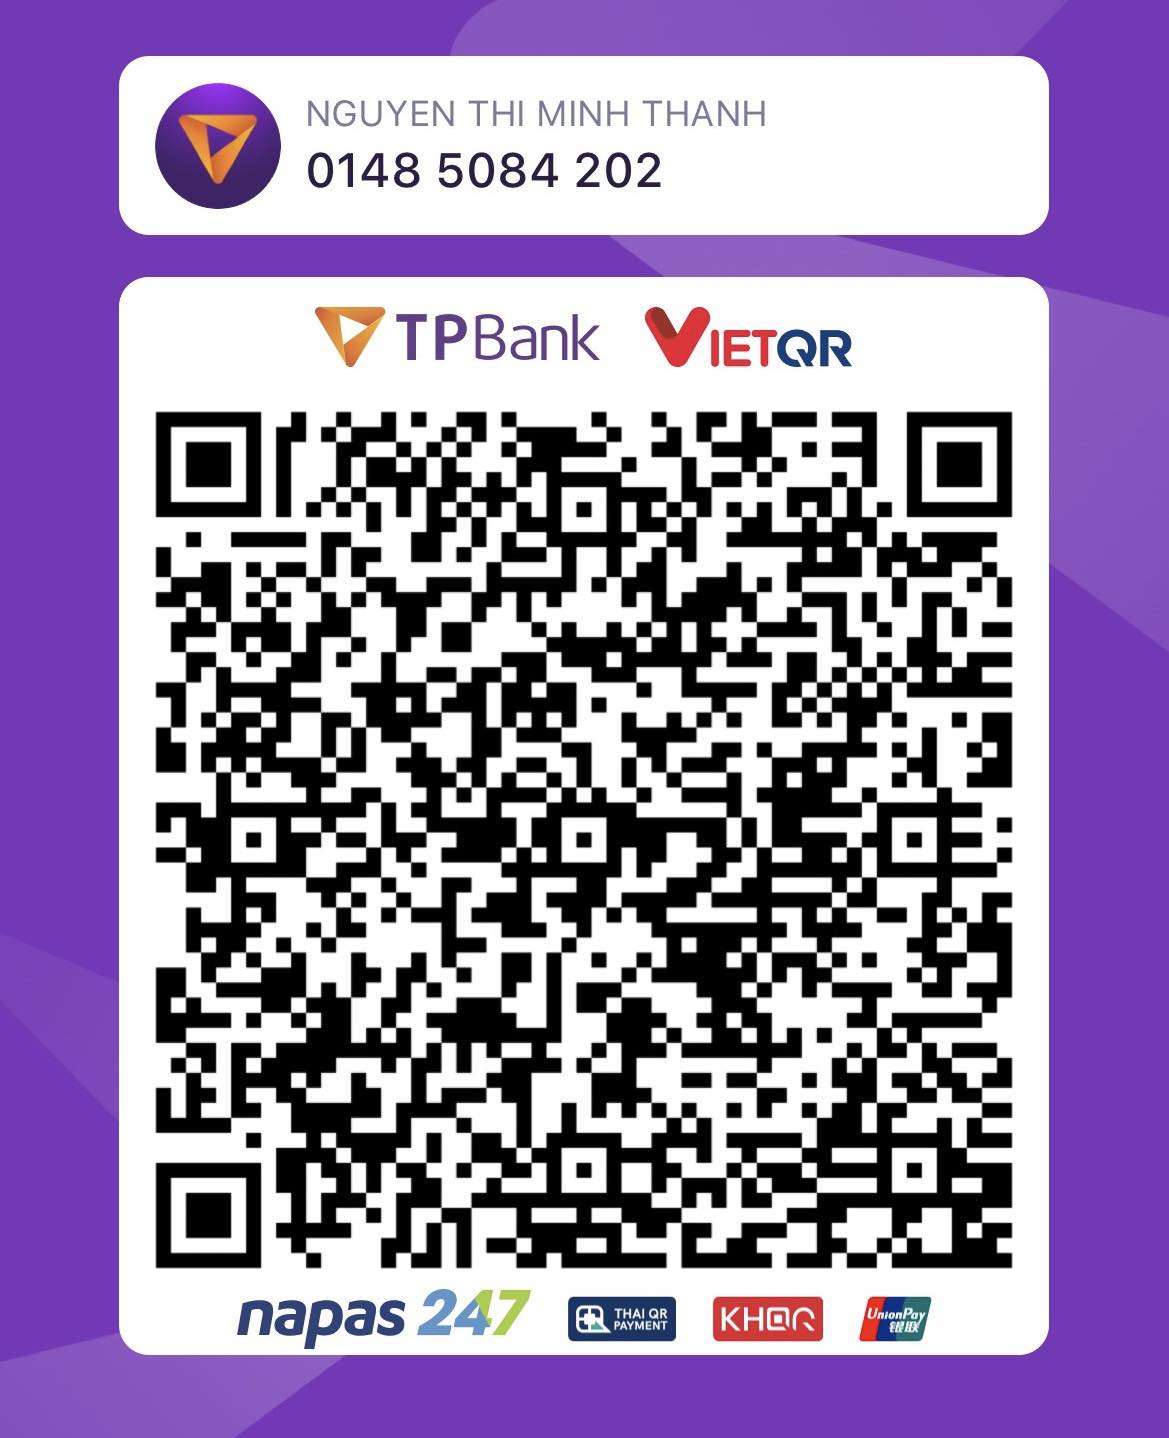 NGUYEN THI MINH THANH
0148 5084 202
TPBank VIETQR
napas 247 THAI QR PAYMENT KHQR UnionPay 银联